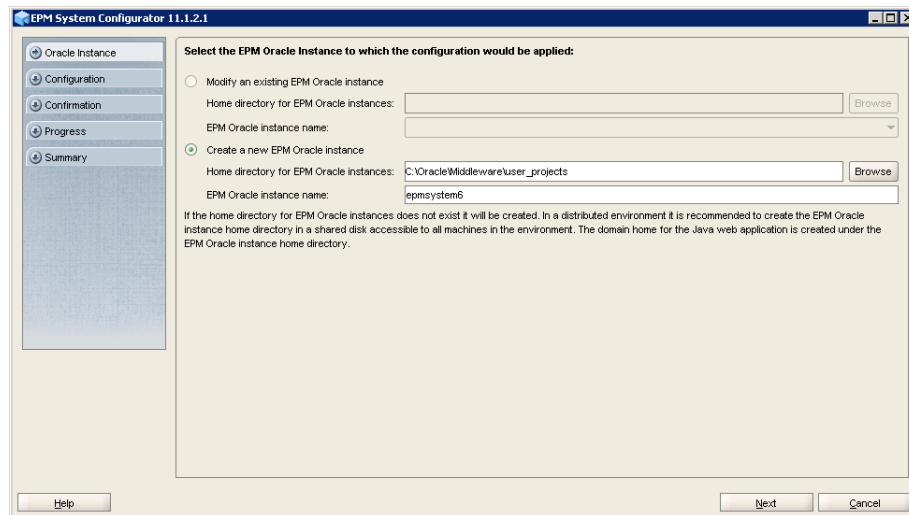 EPM System Configurator 11.1.2.1
Oracle Instance
Configuration
Confirmation
Progress
Summary
Select the EPM Oracle Instance to which the configuration would be applied:
Modify an existing EPM Oracle instance
Home directory for EPM Oracle instances:
Browse
EPM Oracle instance name:
Create a new EPM Oracle instance
Home directory for EPM Oracle instances: C:\Oracle\Middleware\user_projects Browse
EPM Oracle instance name: epmsystem6
If the home directory for EPM Oracle instances does not exist it will be created. In a distributed environment it is recommended to create the EPM Oracle
instance home directory in a shared disk accessible to all machines in the environment. The domain home for the Java web application is created under the
EPM Oracle instance home directory.
Help Next Cancel